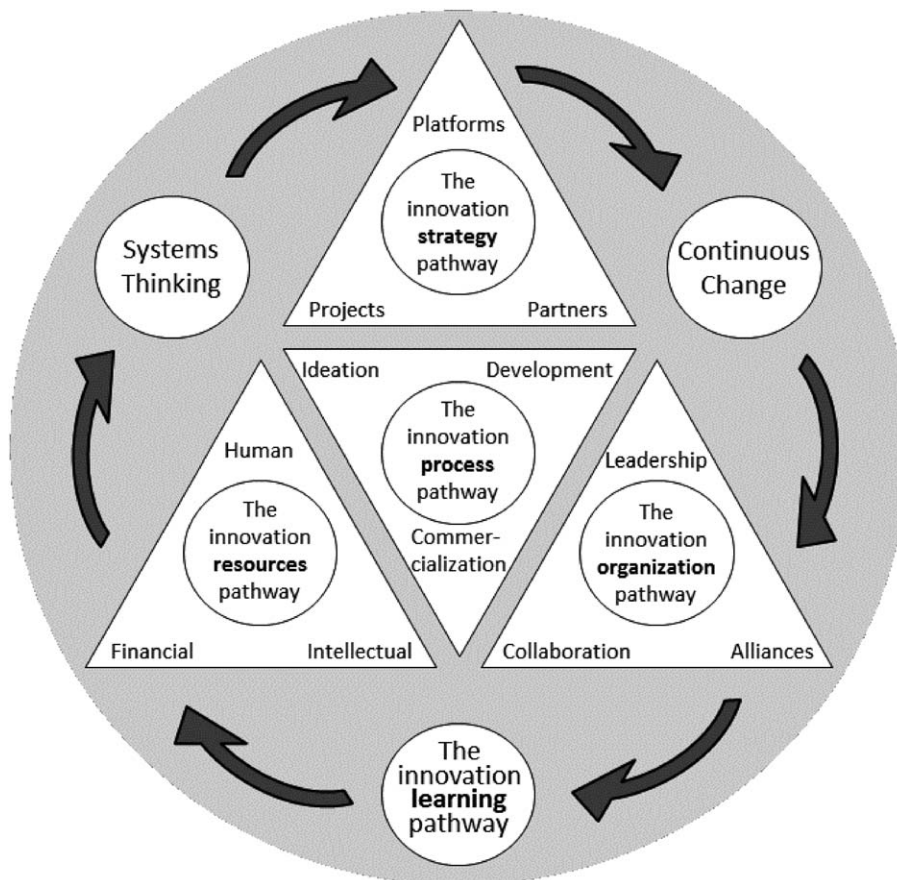 Platforms
The
innovation
strategy
pathway
Projects
Partners
Systems
Thinking
Continuous
Change
Ideation
Development
The
innovation
process
pathway
Commer-
cialization
Human
The
innovation
resources
pathway
Financial
Intellectual
Leadership
The
innovation
organization
pathway
Collaboration
Alliances
The
innovation
learning
pathway